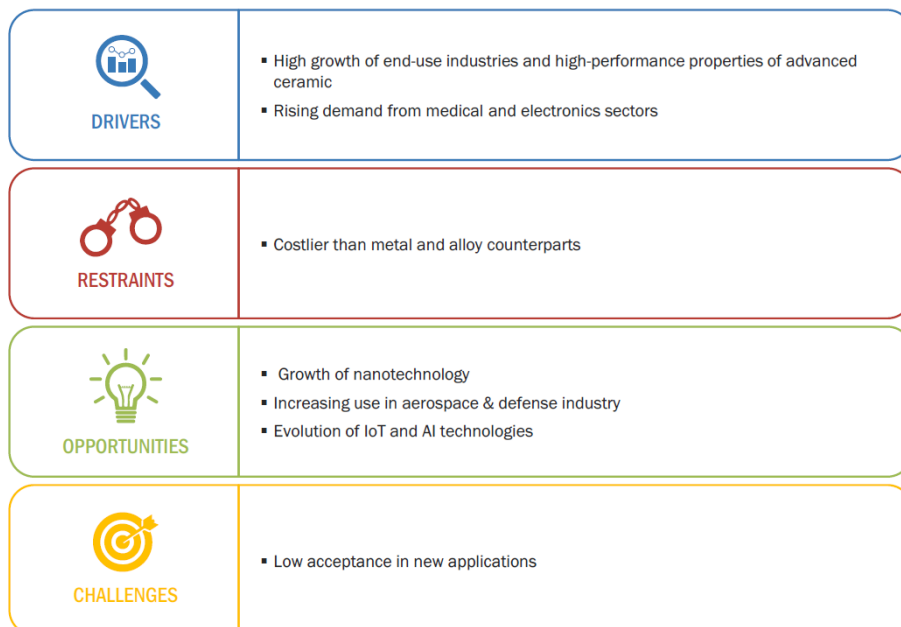 DRIVERS
▪ High growth of end-use industries and high-performance properties of advanced
ceramic
▪ Rising demand from medical and electronics sectors
RESTRAINTS
▪ Costlier than metal and alloy counterparts
OPPORTUNITIES
▪ Growth of nanotechnology
▪ Increasing use in aerospace & defense industry
▪ Evolution of IoT and AI technologies
CHALLENGES
▪ Low acceptance in new applications